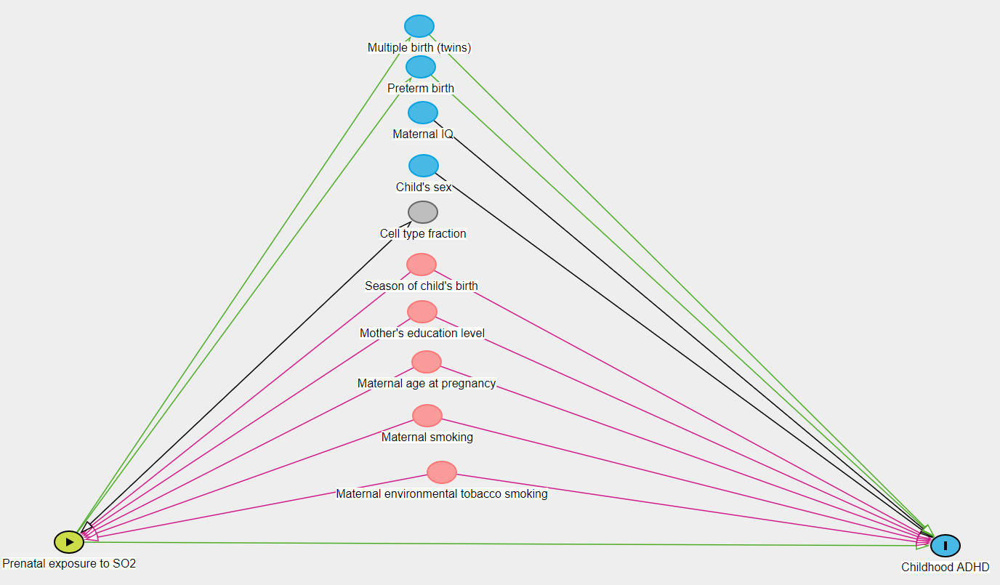 Multiple birth (twins)
Preterm birth
Maternal IQ
Child's sex
Cell type fraction
Season of child's birth
Mother's education level
Maternal age at pregnancy
Maternal smoking
Maternal environmental tobacco smoking
Prenatal exposure to SO2
Childhood ADHD